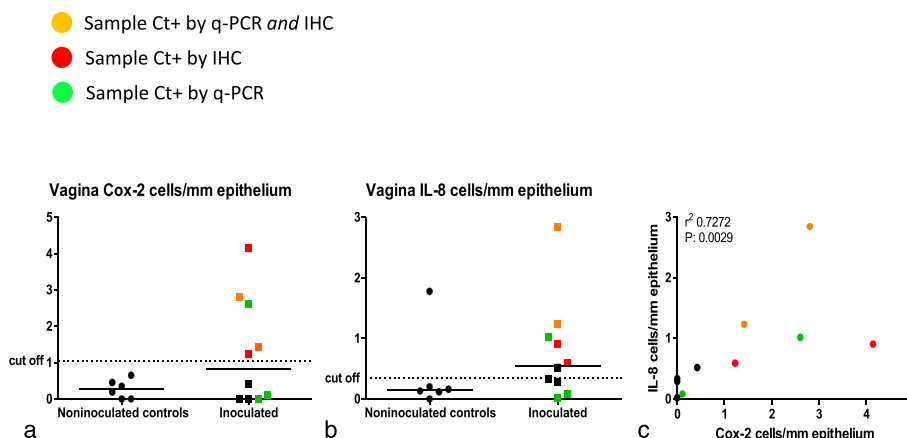 Sample Ct+ by q-PCR and IHC
Sample Ct+ by IHC
Sample Ct+ by q-PCR
Vagina Cox-2 cells/mm epithelium
5
4
3
2
1
0
cut off
Noninoculated controls
Inoculated
a
Vagina IL-8 cells/mm epithelium
3
2
1
0
cut off
Noninoculated controls
Inoculated
b
r² 0.7272
P: 0.0029
IL-8 cells/mm epithelium
3
2
1
0
0 1 2 3 4
Cox-2 cells/mm epithelium
c